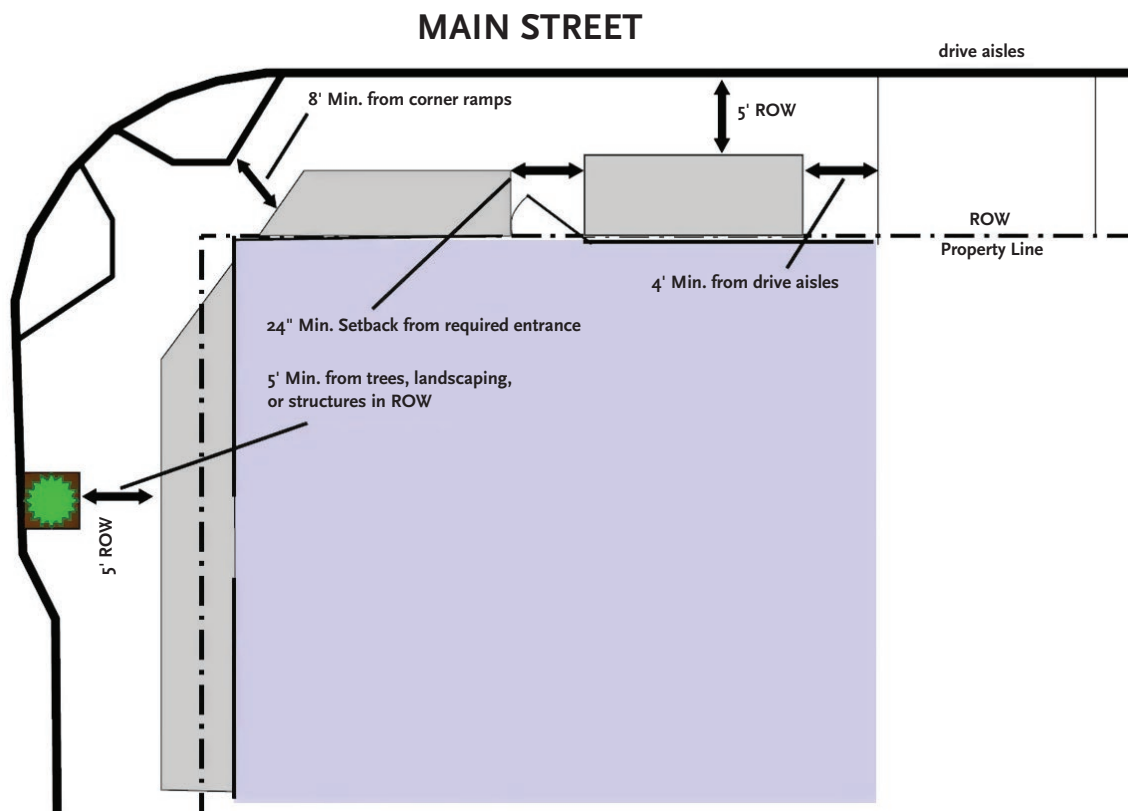 MAIN STREET
drive aisles
8' Min. from corner ramps
5' ROW
ROW
Property Line
4' Min. from drive aisles
24" Min. Setback from required entrance
5' Min. from trees, landscaping,
or structures in ROW
5' ROW